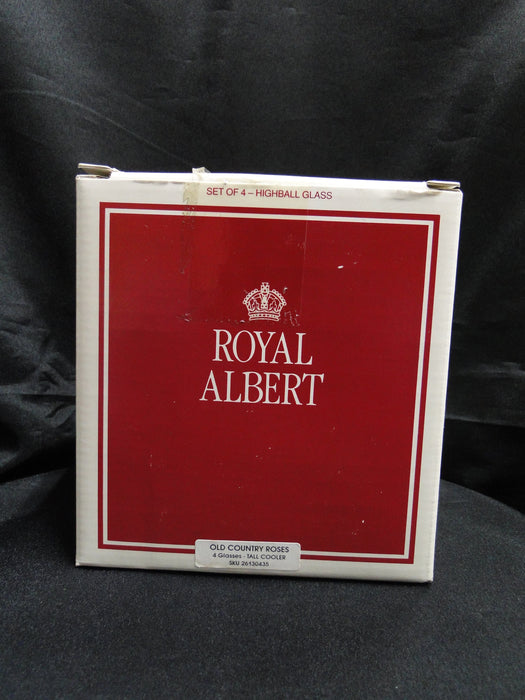 SET OF 4 – HIGHBALL GLASS
ROYAL
ALBERT
OLD COUNTRY ROSES
4 Glasses - TALL COOLER
SKU 26130435